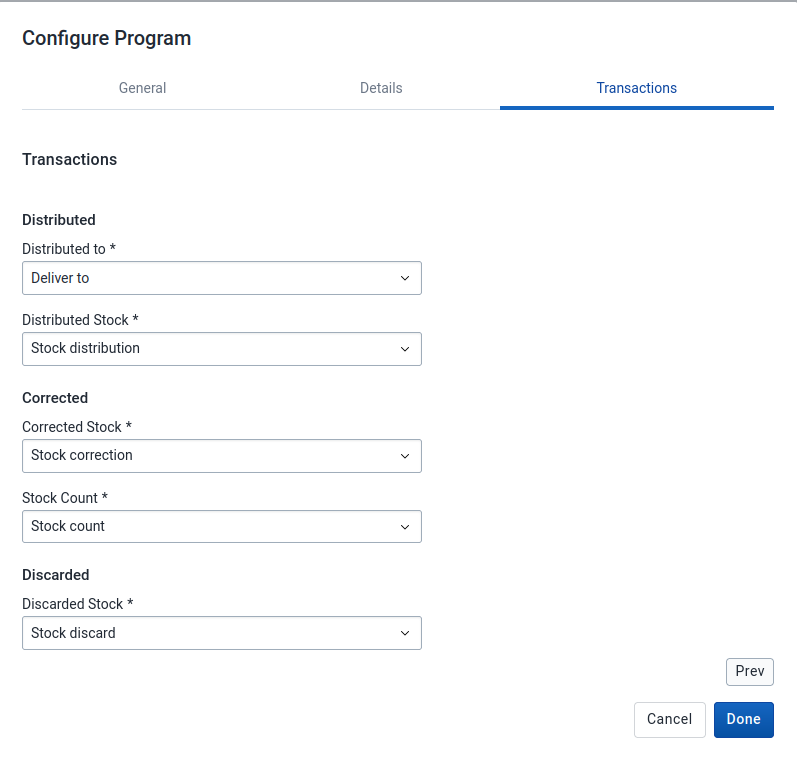 Configure Program
General Details Transactions
Transactions
Distributed
Distributed to *
Deliver to
Distributed Stock *
Stock distribution
Corrected
Corrected Stock *
Stock correction
Stock Count *
Stock count
Discarded
Discarded Stock *
Stock discard
Prev
Cancel Done